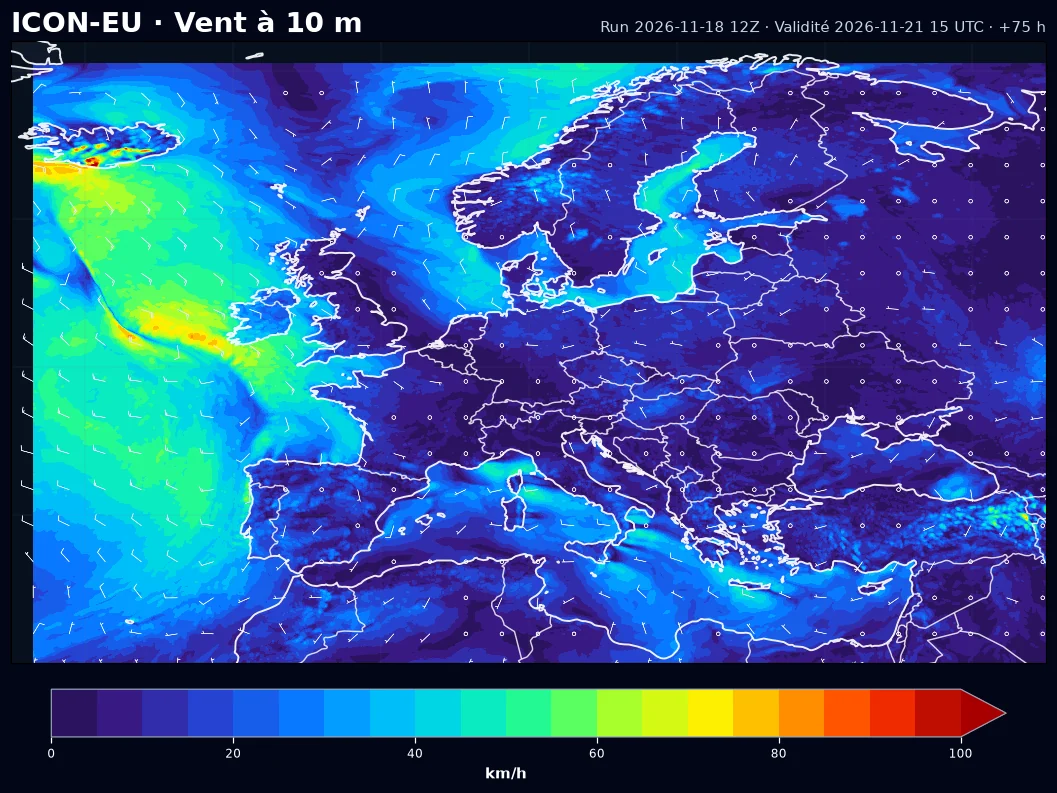 ICON-EU · Vent à 10 m
Run 2026-11-18 12Z · Validité 2026-11-21 15 UTC · +75 h
0 20 40 60 80 100
km/h